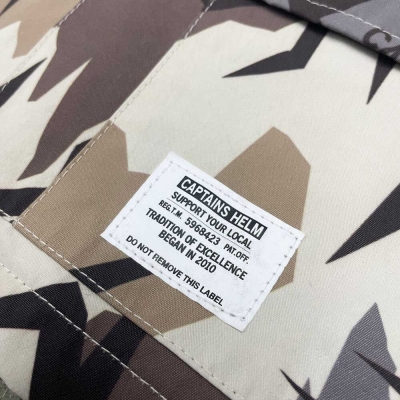 CAPTAINS HELM
SUPPORT YOUR LOCAL
REG.T.M. 5968423 PAT.OFF.
TRADITION OF EXCELLENCE
BEGAN IN 2010
DO NOT REMOVE THIS LABEL